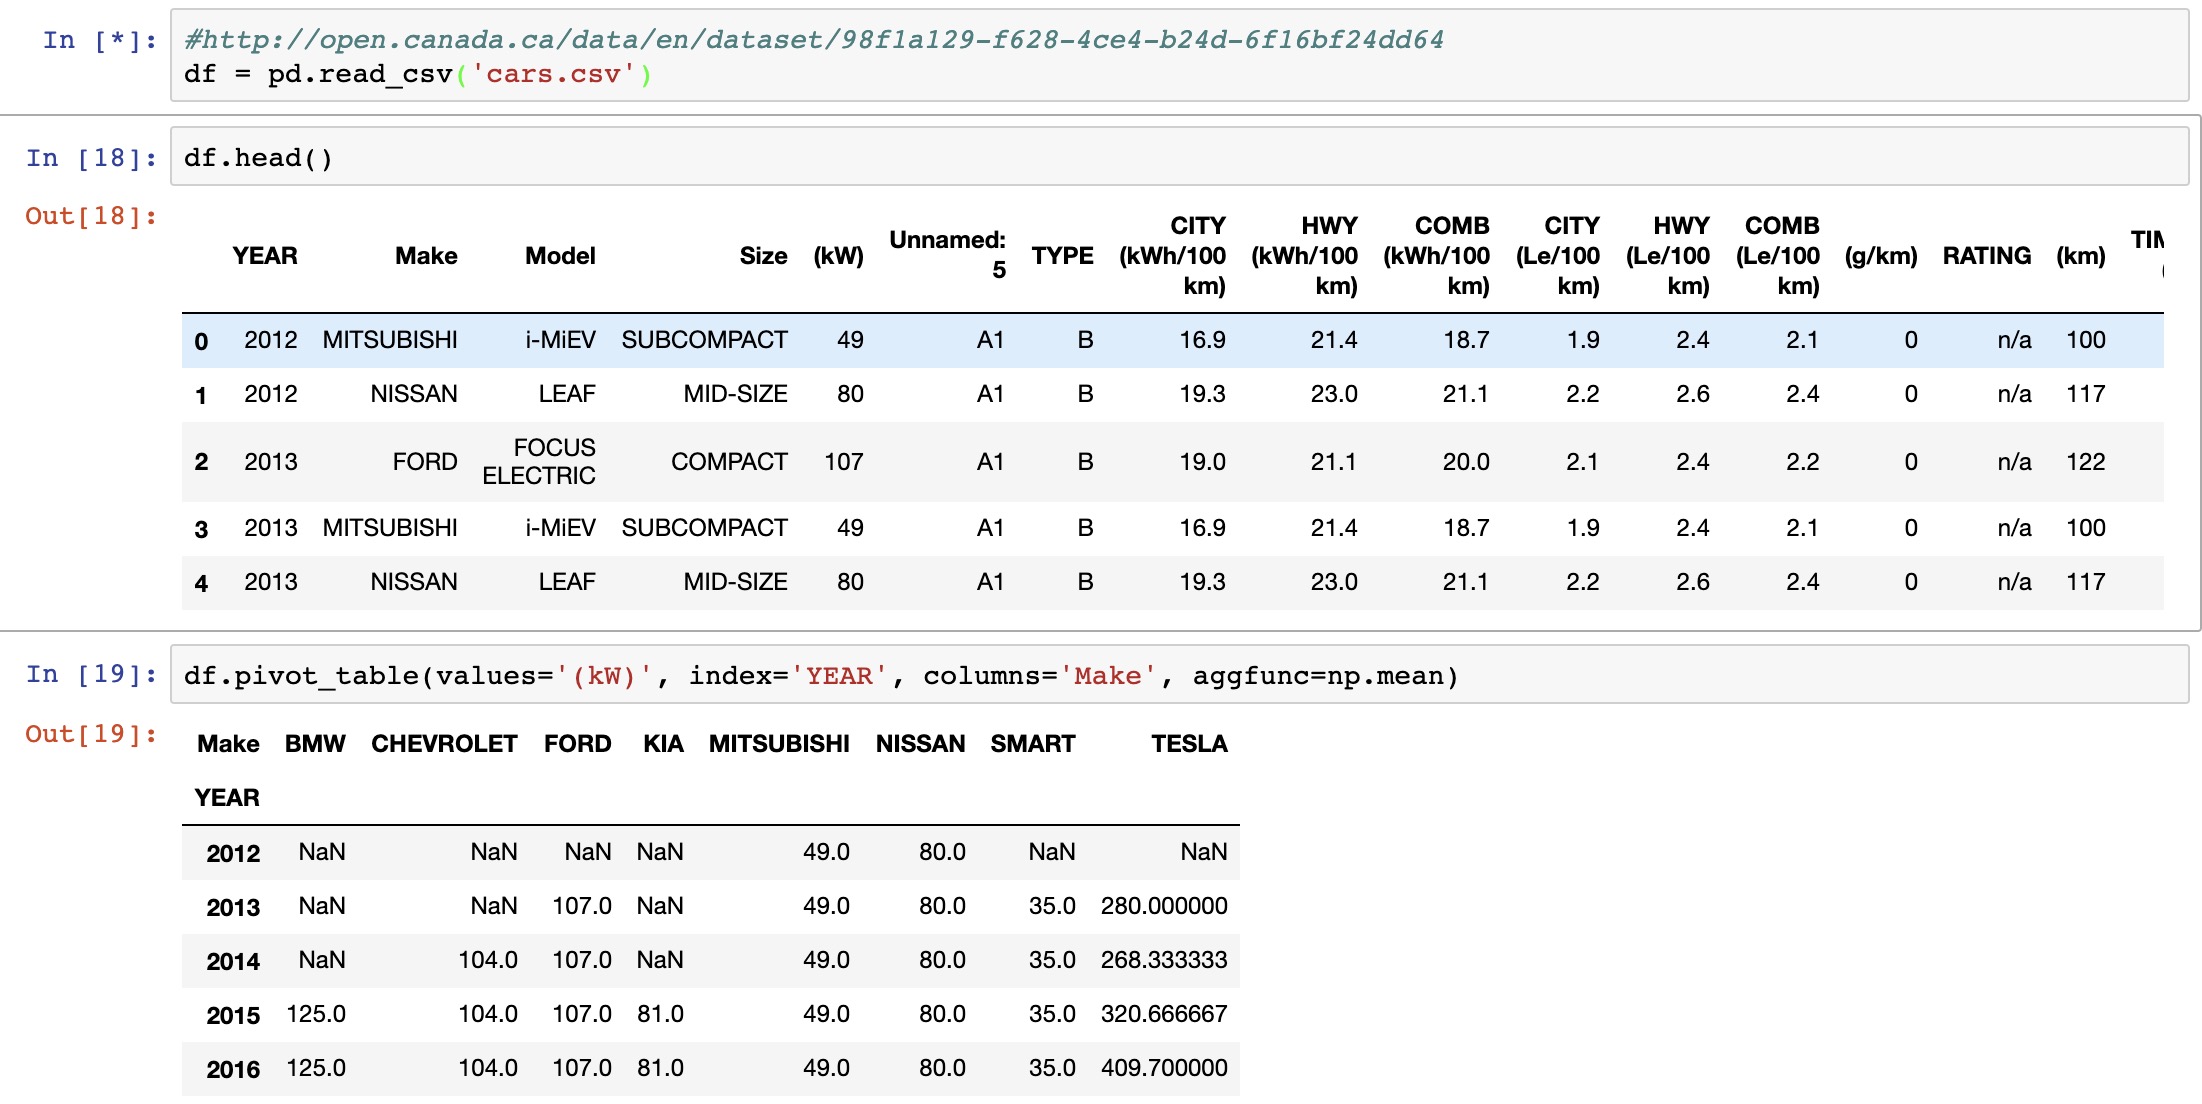 In [*]: #http://open.canada.ca/data/en/dataset/98f1a129-f628-4ce4-b24d-6f16bf24dd64
df = pd.read_csv('cars.csv')
In [18]: df.head()
Out[18]:
YEAR Make Model Size (kW) Unnamed: 5 TYPE CITY (kWh/100 km) HWY (kWh/100 km) COMB (kWh/100 km) CITY (Le/100 km) HWY (Le/100 km) COMB (Le/100 km) (g/km) RATING (km)
0 2012 MITSUBISHI i-MiEV SUBCOMPACT 49 A1 B 16.9 21.4 18.7 1.9 2.4 2.1 0 n/a 100
1 2012 NISSAN LEAF MID-SIZE 80 A1 B 19.3 23.0 21.1 2.2 2.6 2.4 0 n/a 117
2 2013 FORD FOCUS ELECTRIC COMPACT 107 A1 B 19.0 21.1 20.0 2.1 2.4 2.2 0 n/a 122
3 2013 MITSUBISHI i-MiEV SUBCOMPACT 49 A1 B 16.9 21.4 18.7 1.9 2.4 2.1 0 n/a 100
4 2013 NISSAN LEAF MID-SIZE 80 A1 B 19.3 23.0 21.1 2.2 2.6 2.4 0 n/a 117
In [19]: df.pivot_table(values='(kW)', index='YEAR', columns='Make', aggfunc=np.mean)
Out[19]:
Make BMW CHEVROLET FORD KIA MITSUBISHI NISSAN SMART TESLA
YEAR
2012 NaN NaN NaN NaN 49.0 80.0 NaN NaN
2013 NaN NaN 107.0 NaN 49.0 80.0 35.0 280.000000
2014 NaN 104.0 107.0 NaN 49.0 80.0 35.0 268.333333
2015 125.0 104.0 107.0 81.0 49.0 80.0 35.0 320.666667
2016 125.0 104.0 107.0 81.0 49.0 80.0 35.0 409.700000